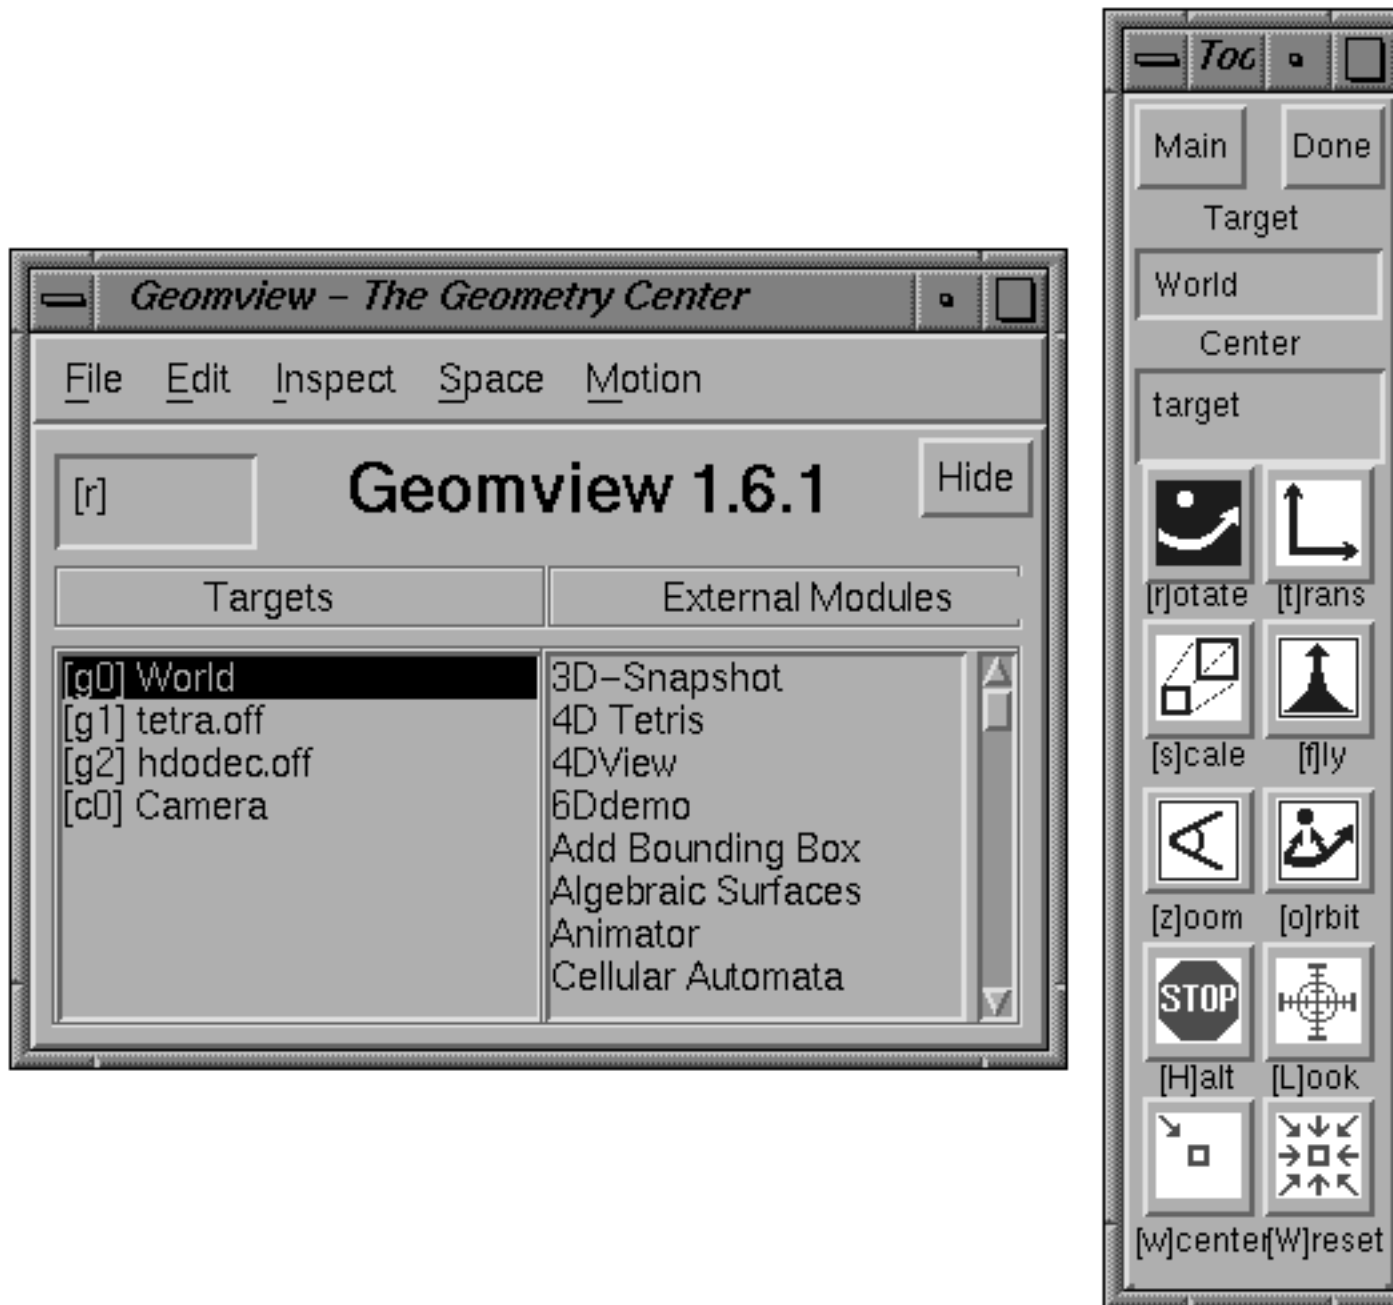 Geomview – The Geometry Center
File Edit Inspect Space Motion
[r] Geomview 1.6.1 Hide
Targets External Modules
[g0] World
[g1] tetra.off
[g2] hdodec.off
[c0] Camera
3D–Snapshot
4D Tetris
4DView
6Ddemo
Add Bounding Box
Algebraic Surfaces
Animator
Cellular Automata
Too
Main Done
Target
World
Center
target
[r]otate [t]rans
[s]cale [f]ly
[z]oom [o]rbit
STOP
[H]alt [L]ook
[w]center [W]reset